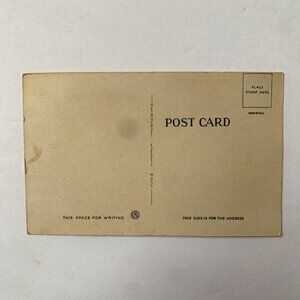 PLACE
STAMP HERE
POST CARD
THIS SPACE FOR WRITING
THIS SIDE IS FOR THE ADDRESS